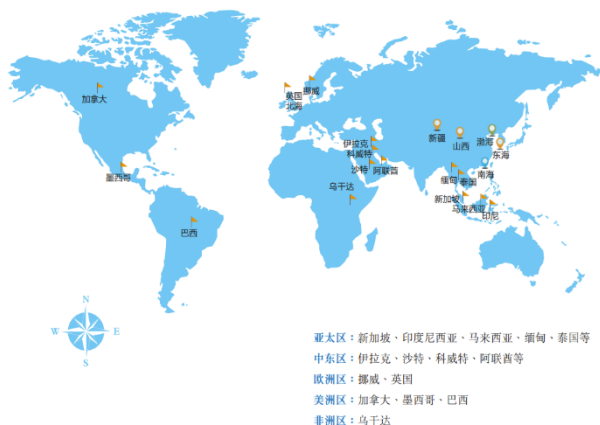 加拿大
墨西哥
巴西
英国
北海
挪威
伊拉克
科威特
沙特
阿联酋
乌干达
新疆
山西
渤海
东海
南海
缅甸
泰国
新加坡
马来西亚
印尼
N
W
E
S
亚太区：新加坡、印度尼西亚、马来西亚、缅甸、泰国等
中东区：伊拉克、沙特、科威特、阿联酋等
欧洲区：挪威、英国
美洲区：加拿大、墨西哥、巴西
非洲区：乌干达